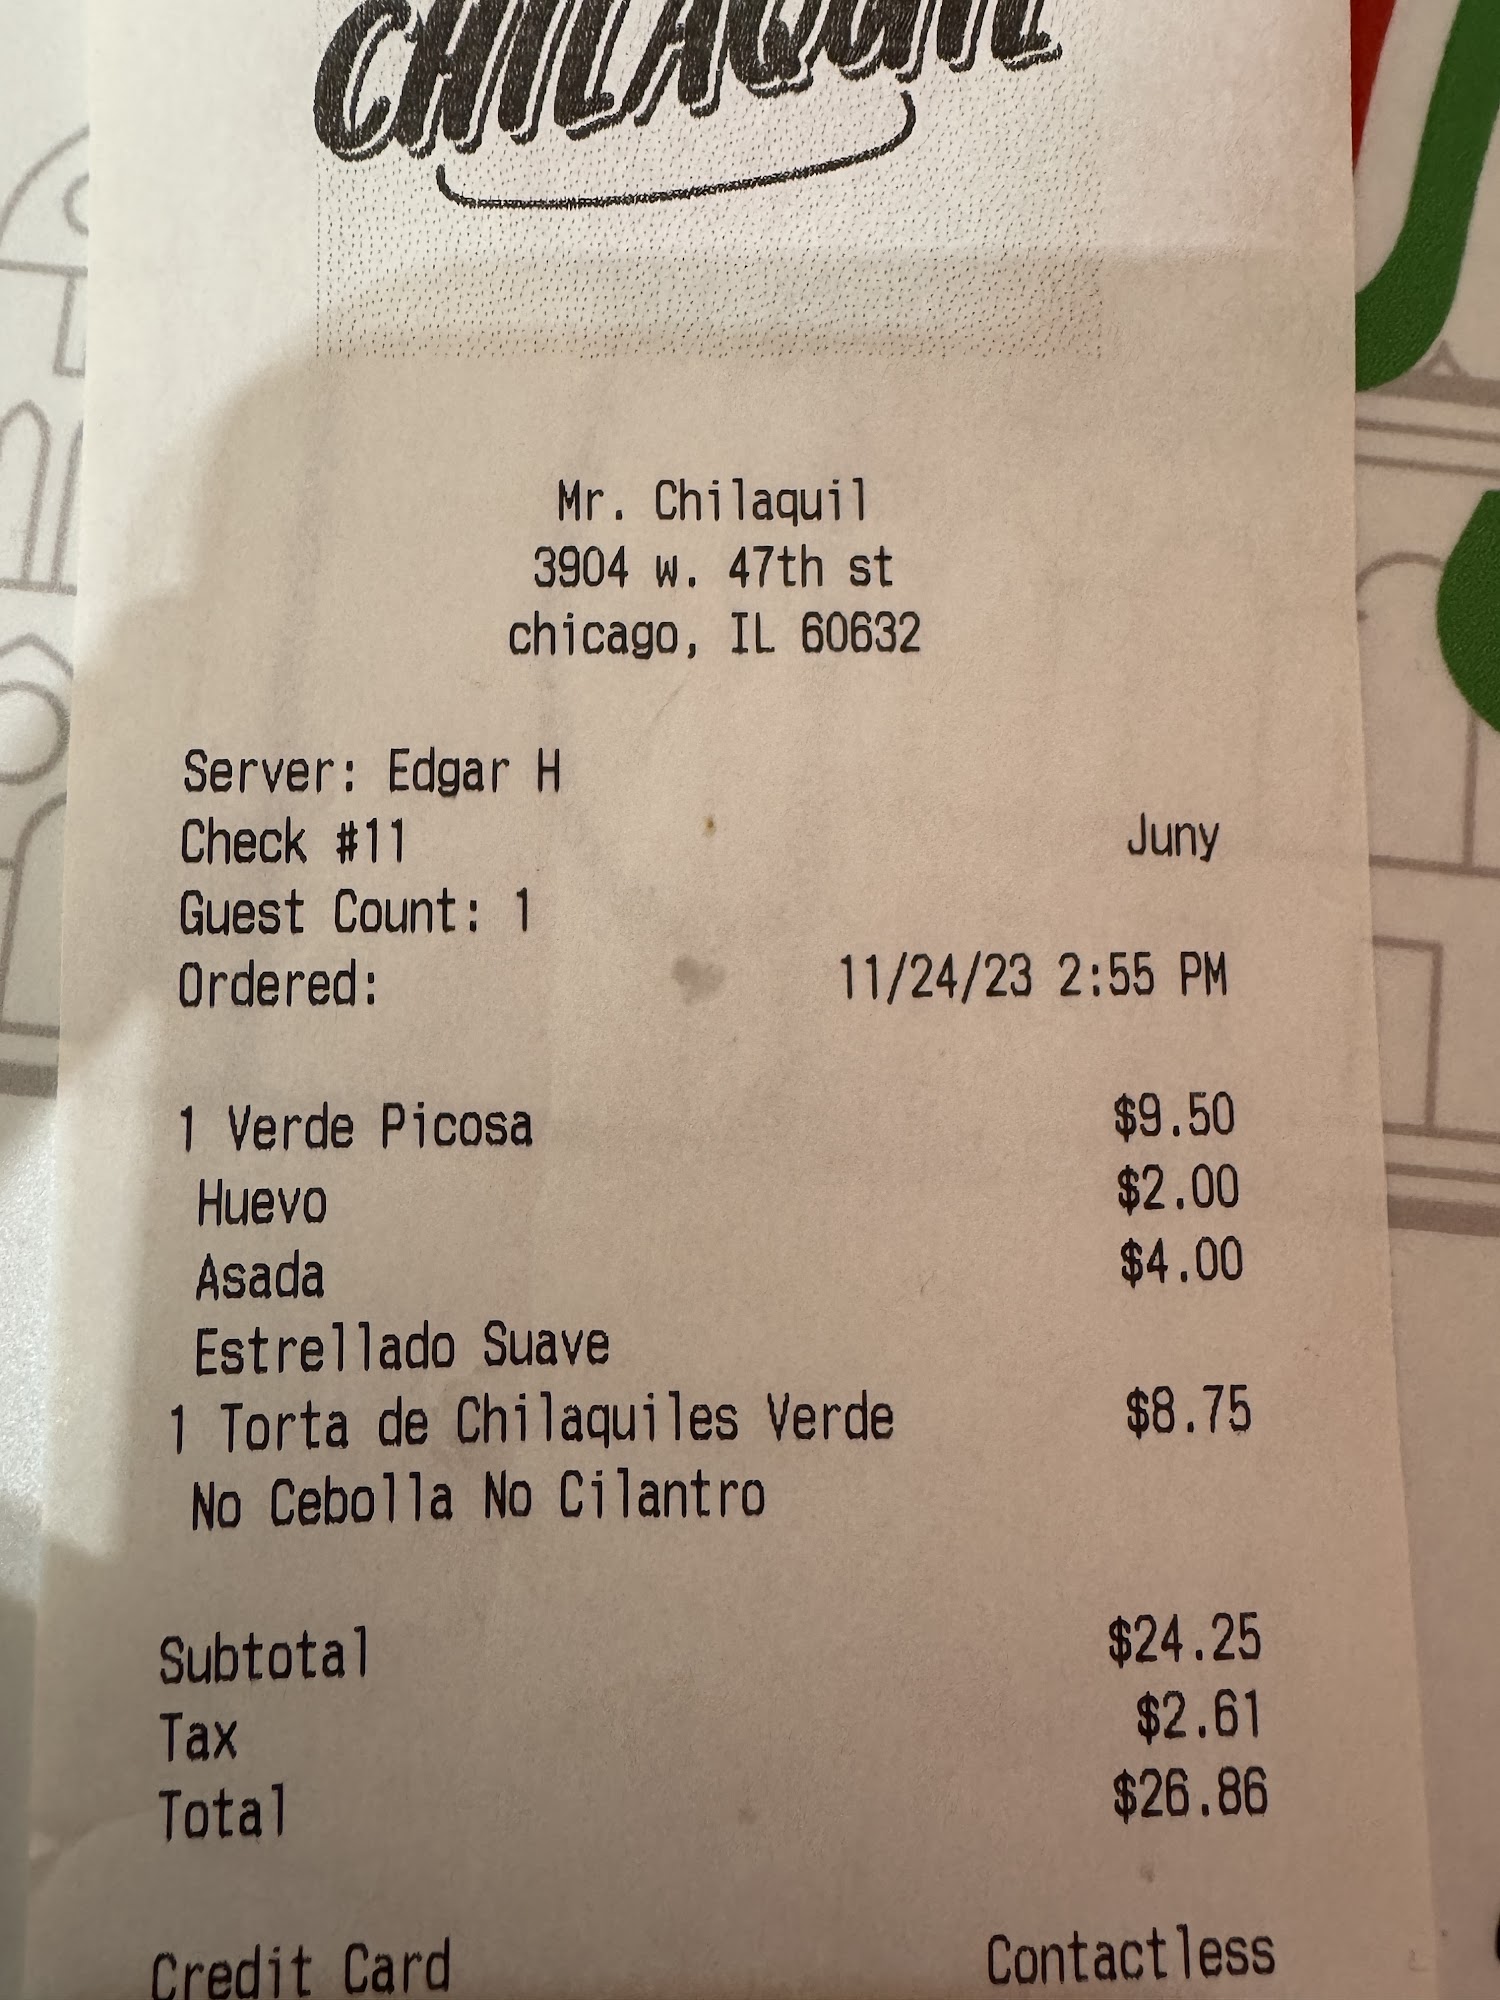 CHILAQUIL
Mr. Chilaquil
3904 w. 47th st
chicago, IL 60632
Server: Edgar H
Check #11 Juny
Guest Count: 1
Ordered: 11/24/23 2:55 PM
1 Verde Picosa $9.50
Huevo $2.00
Asada $4.00
Estrellado Suave
1 Torta de Chilaquiles Verde $8.75
No Cebolla No Cilantro
Subtotal $24.25
Tax $2.61
Total $26.86
Credit Card Contactless